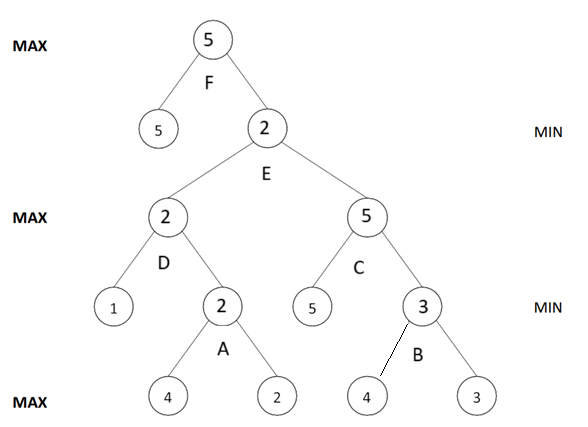 MAX 5
F
5 2 MIN
E
MAX 2 5
D C
1 2 5 3 MIN
A B
4 2 4 3
MAX